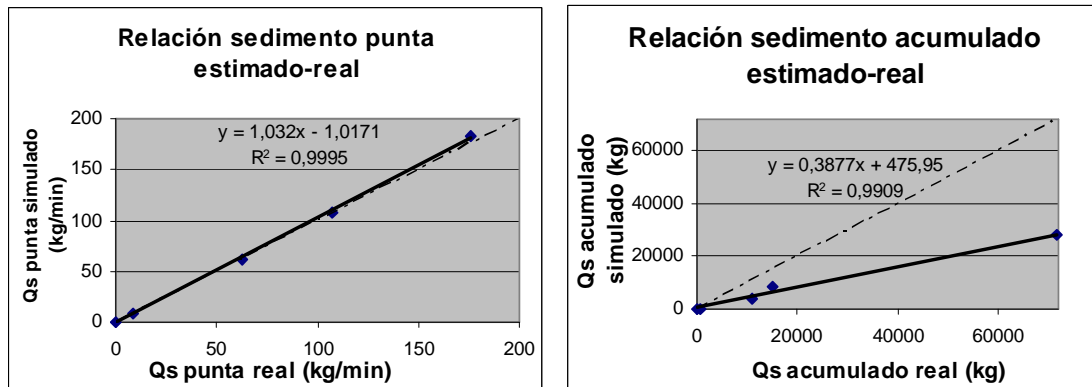 Relación sedimento punta
estimado-real
y = 1,032x - 1,0171
R² = 0,9995
Qs punta simulado
(kg/min)
200
150
100
50
0
0 50 100 150 200
Qs punta real (kg/min)
Relación sedimento acumulado
estimado-real
y = 0,3877x + 475,95
R² = 0,9909
Qs acumulado
simulado (kg)
60000
40000
20000
0
0 20000 40000 60000
Qs acumulado real (kg)